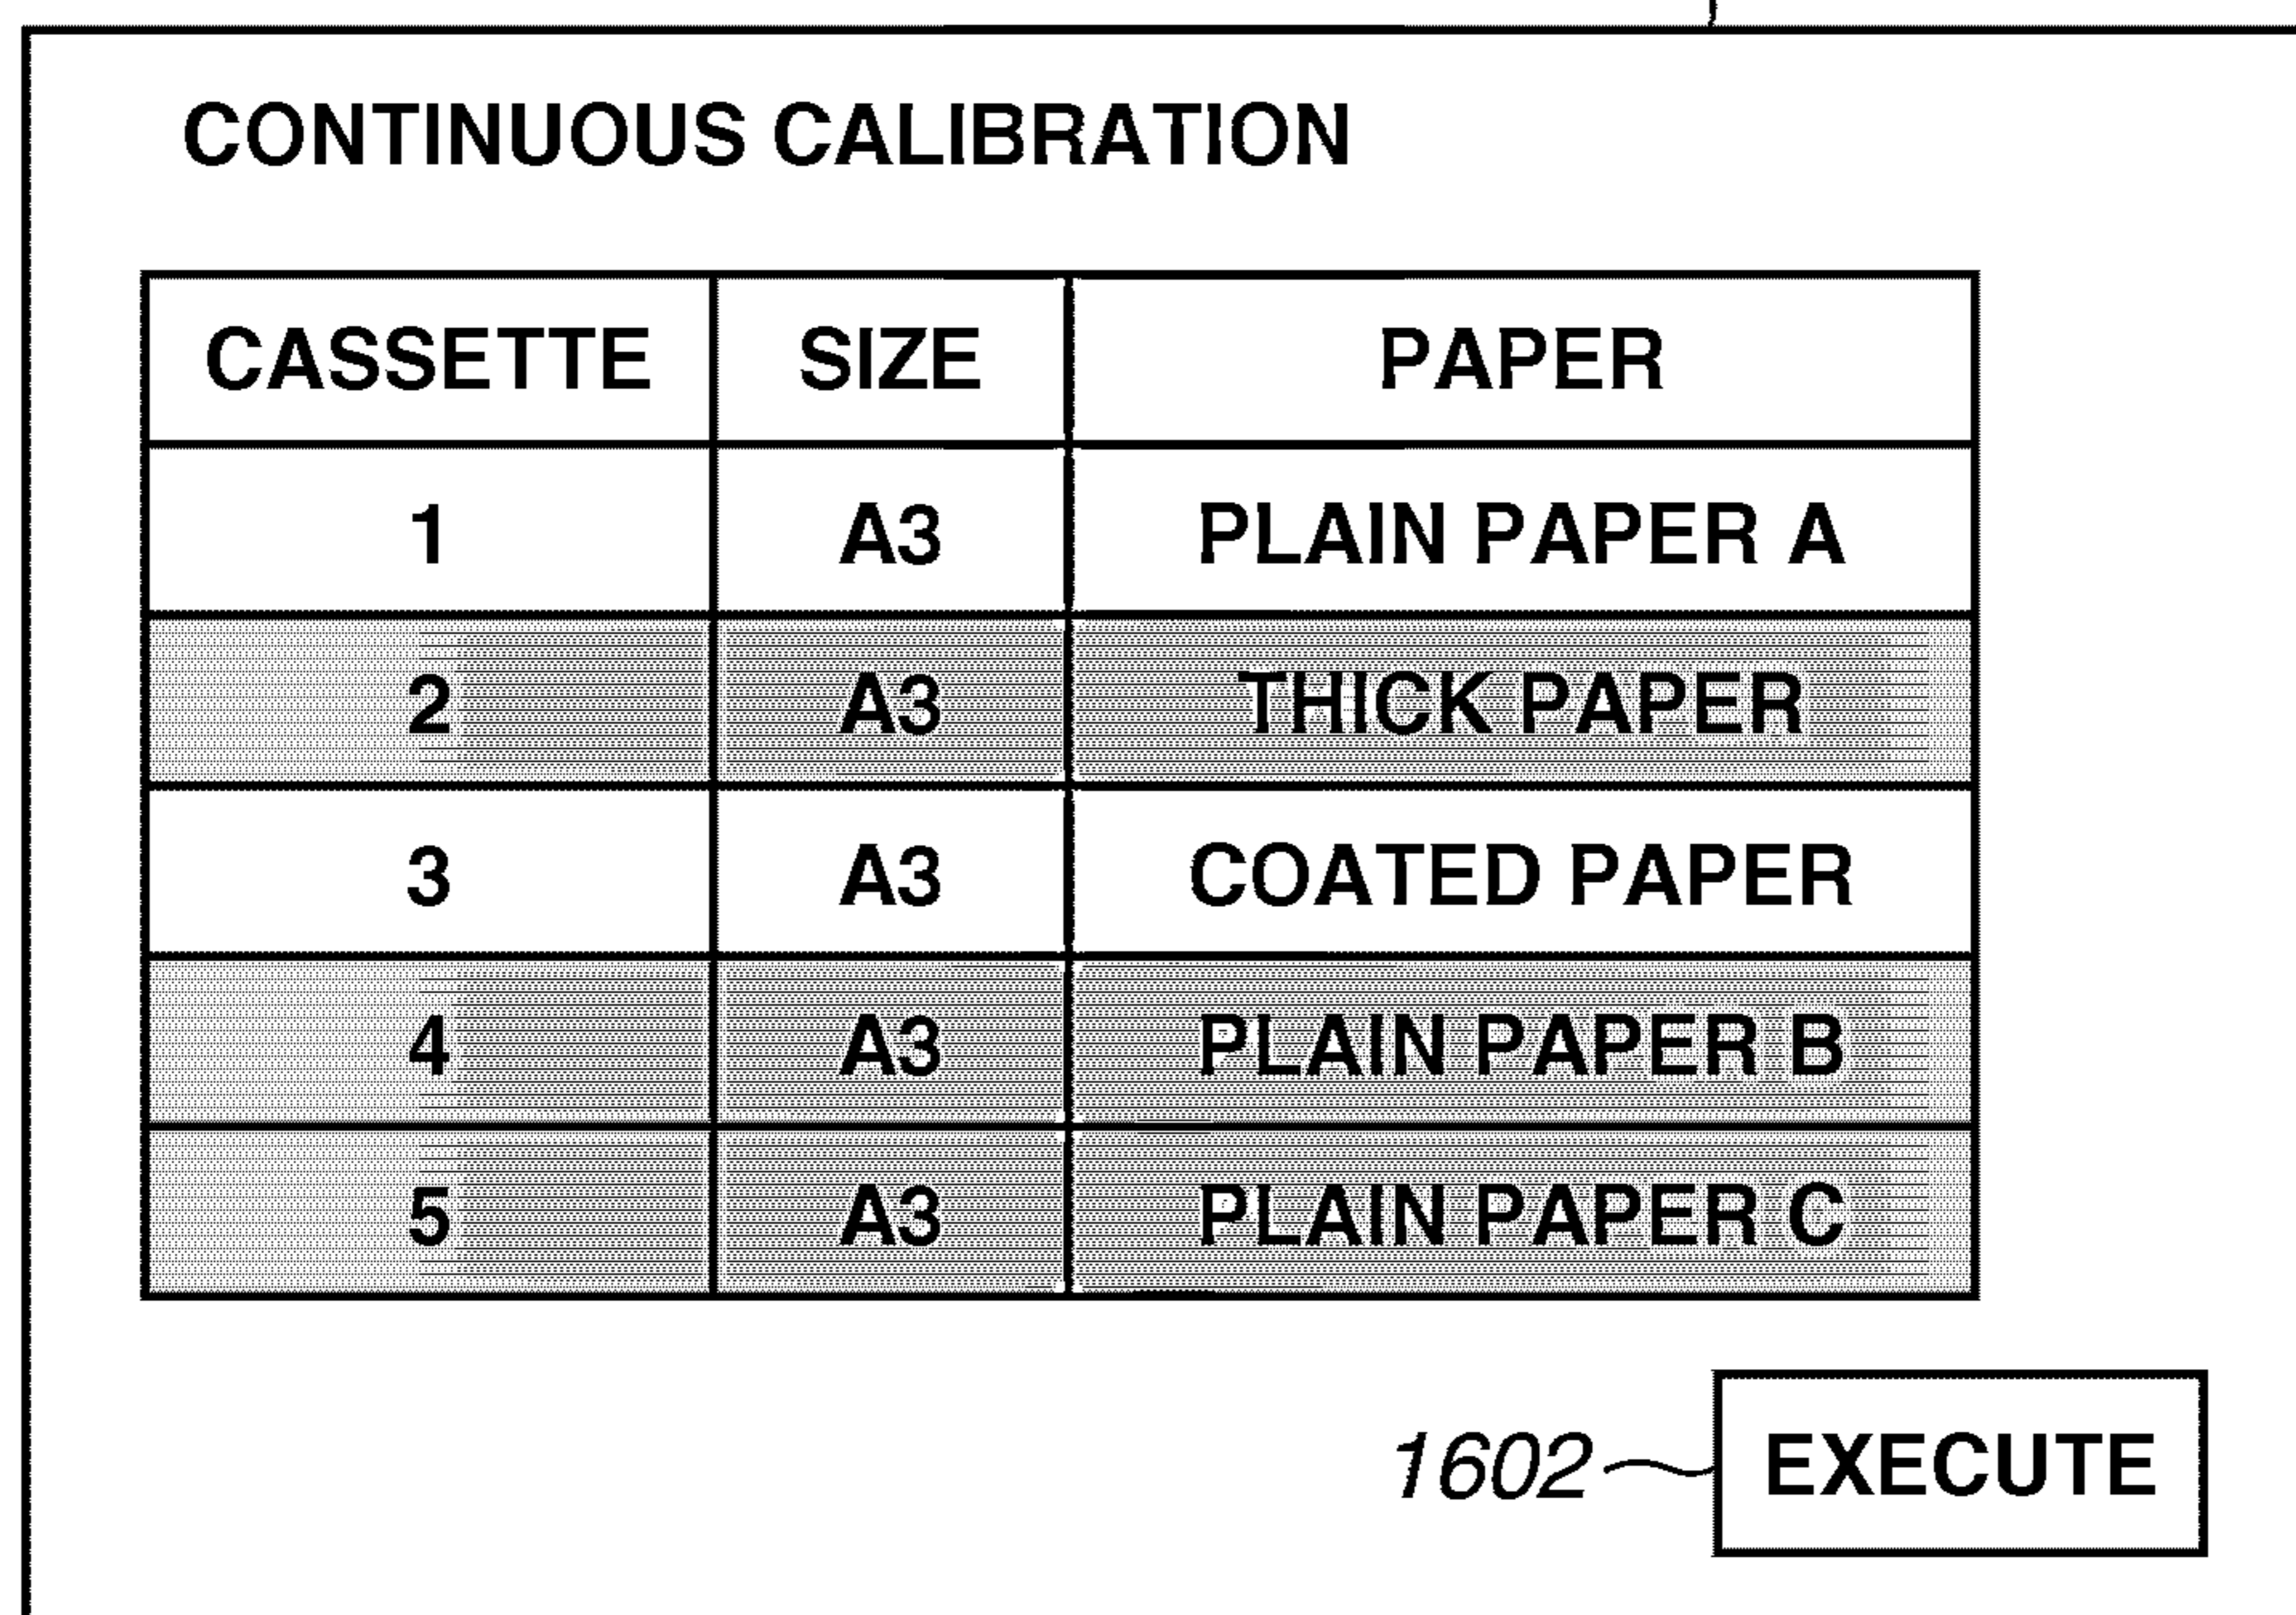 CONTINUOUS CALIBRATION
CASSETTE SIZE PAPER
1 A3 PLAIN PAPER A
2 A3 THICK PAPER
3 A3 COATED PAPER
4 A3 PLAIN PAPER B
5 A3 PLAIN PAPER C
1602 EXECUTE